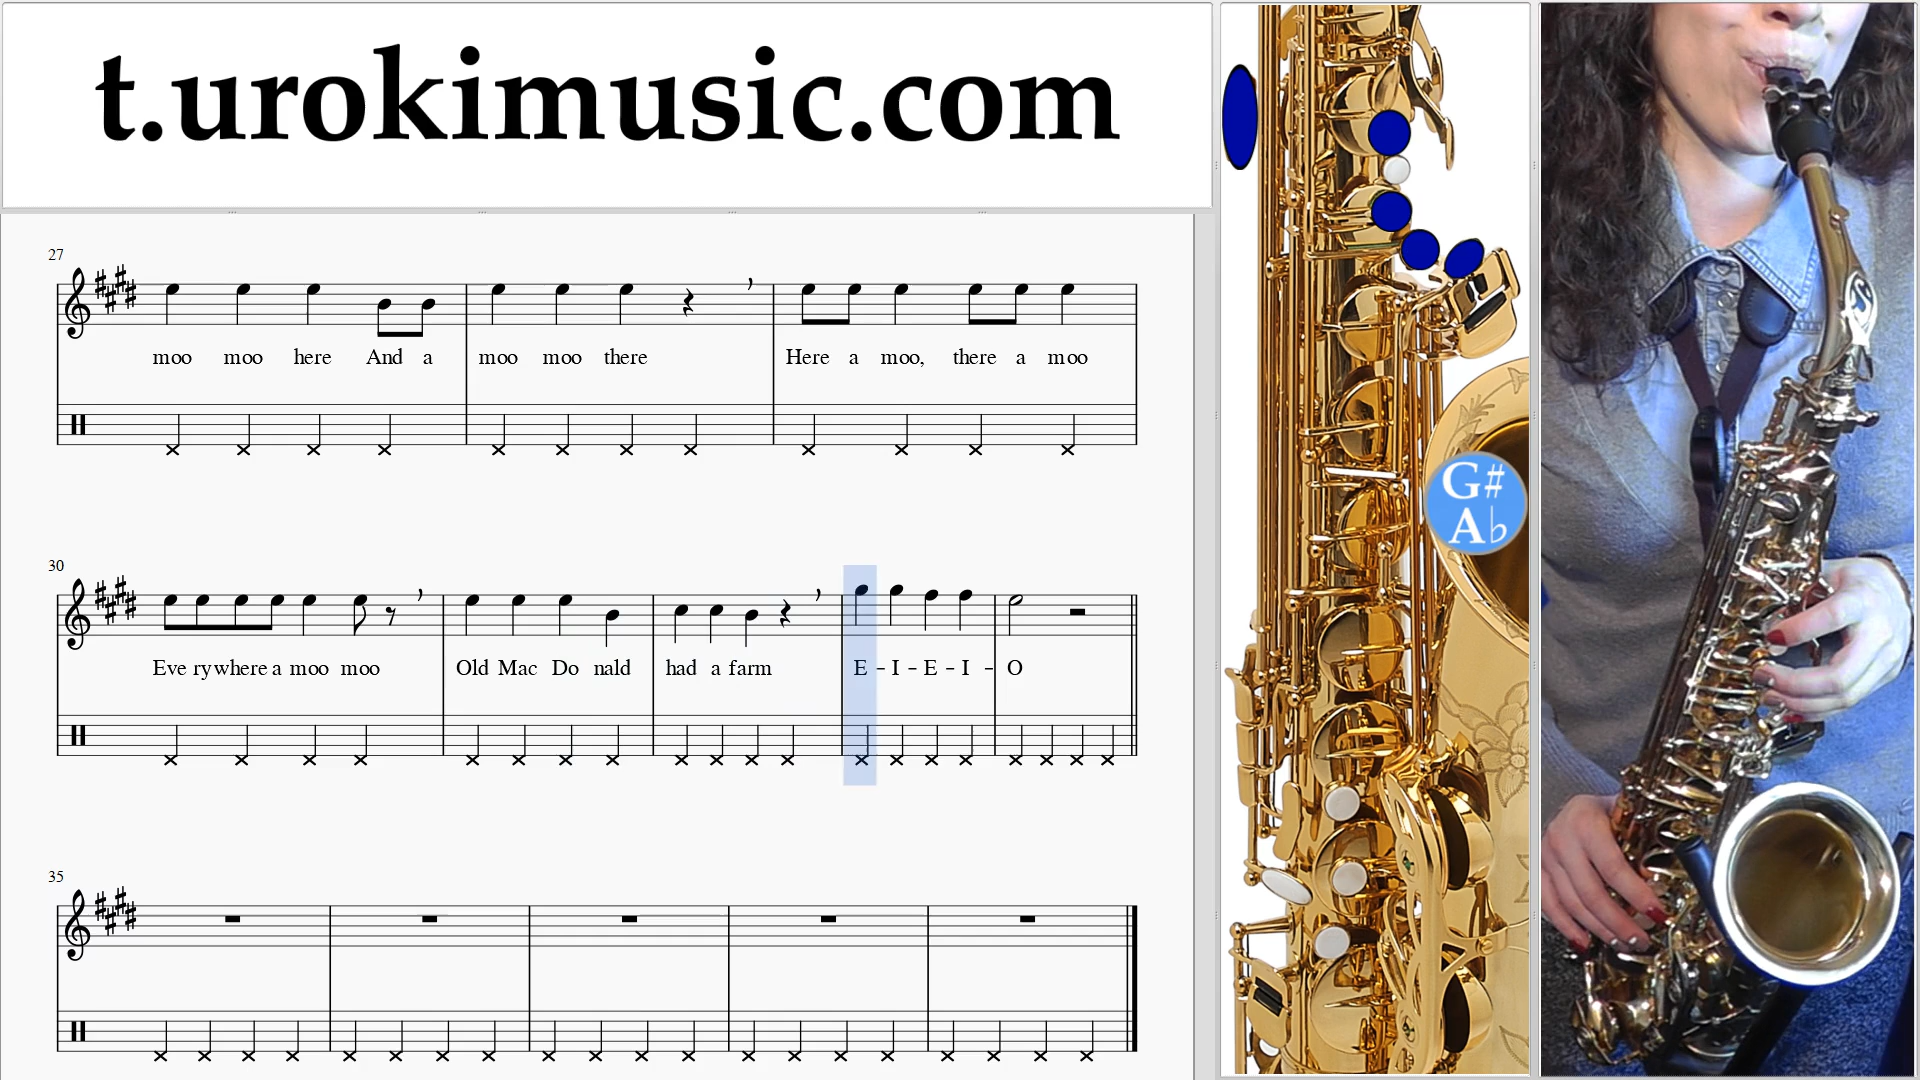 t.urokimusic.com
27
moo moo here And a moo moo there Here a moo, there a moo
30
Eve ry where a moo moo Old Mac Do nald had a farm E - I - E - I - O
35
G#
A♭